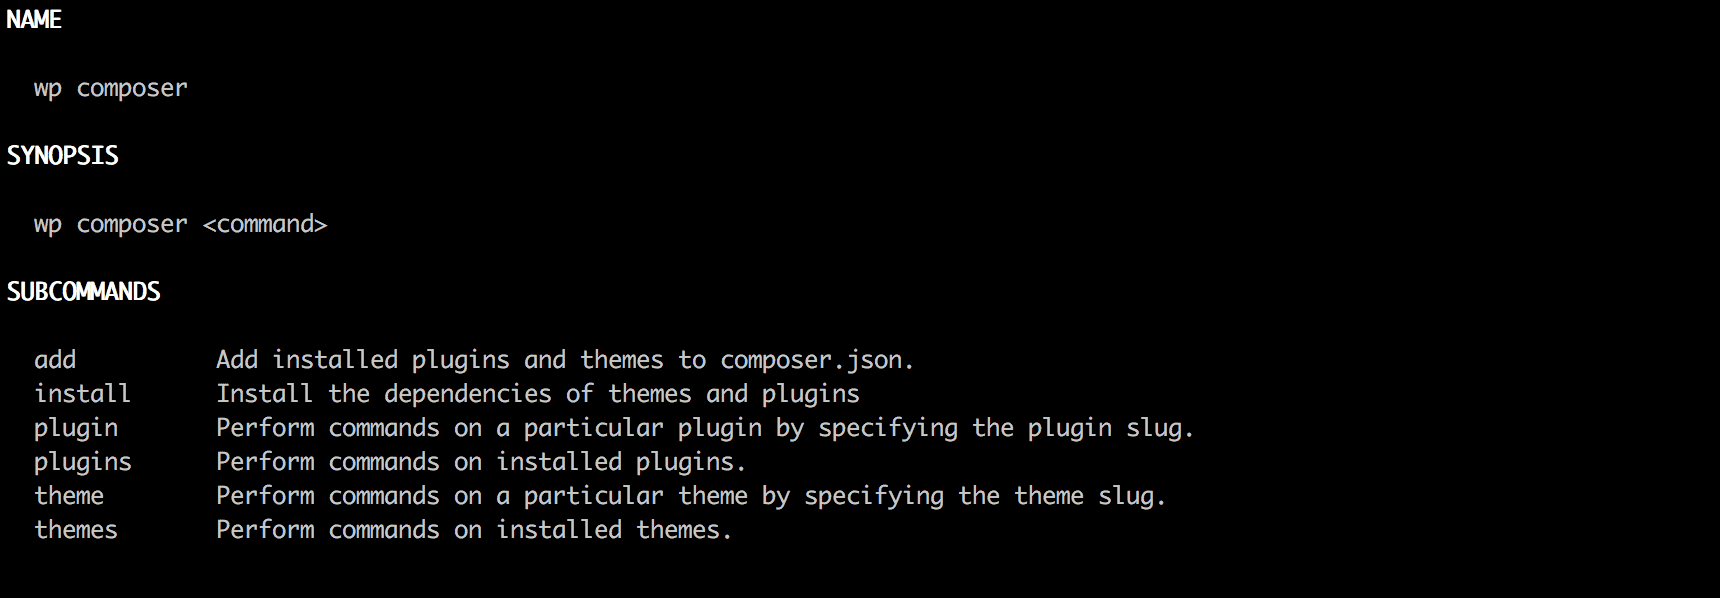 NAME
wp composer
SYNOPSIS
wp composer <command>
SUBCOMMANDS
add Add installed plugins and themes to composer.json.
install Install the dependencies of themes and plugins
plugin Perform commands on a particular plugin by specifying the plugin slug.
plugins Perform commands on installed plugins.
theme Perform commands on a particular theme by specifying the theme slug.
themes Perform commands on installed themes.